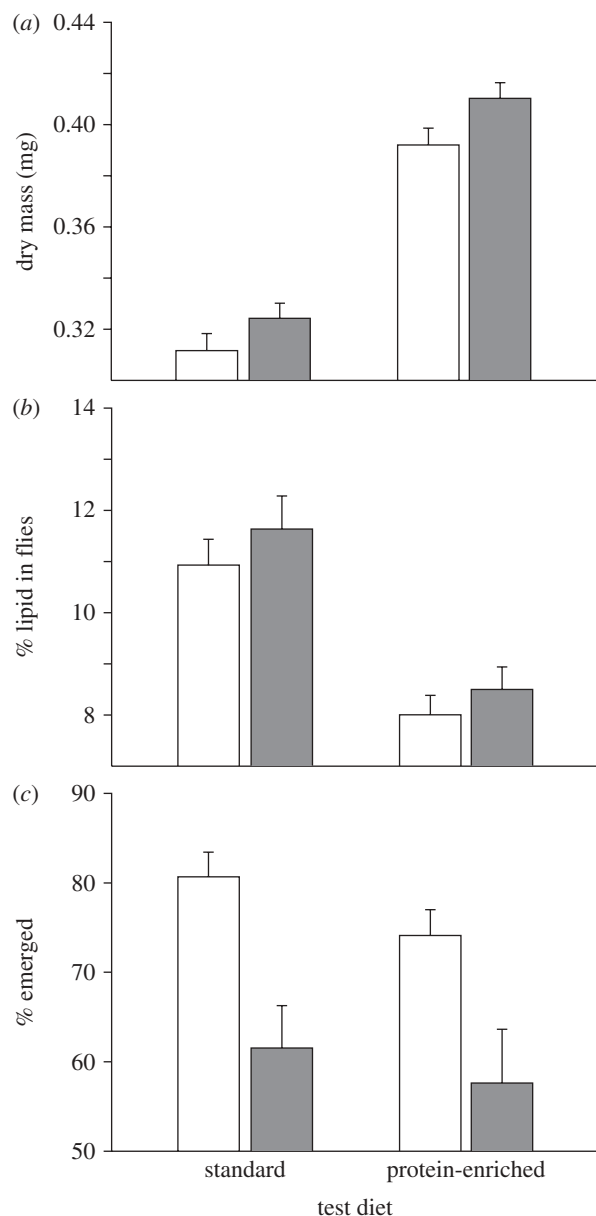 (a)
0.44
0.40
0.36
0.32
dry mass (mg)
(b)
14
12
10
8
% lipid in flies
(c)
90
80
70
60
50
% emerged
standard protein-enriched
test diet